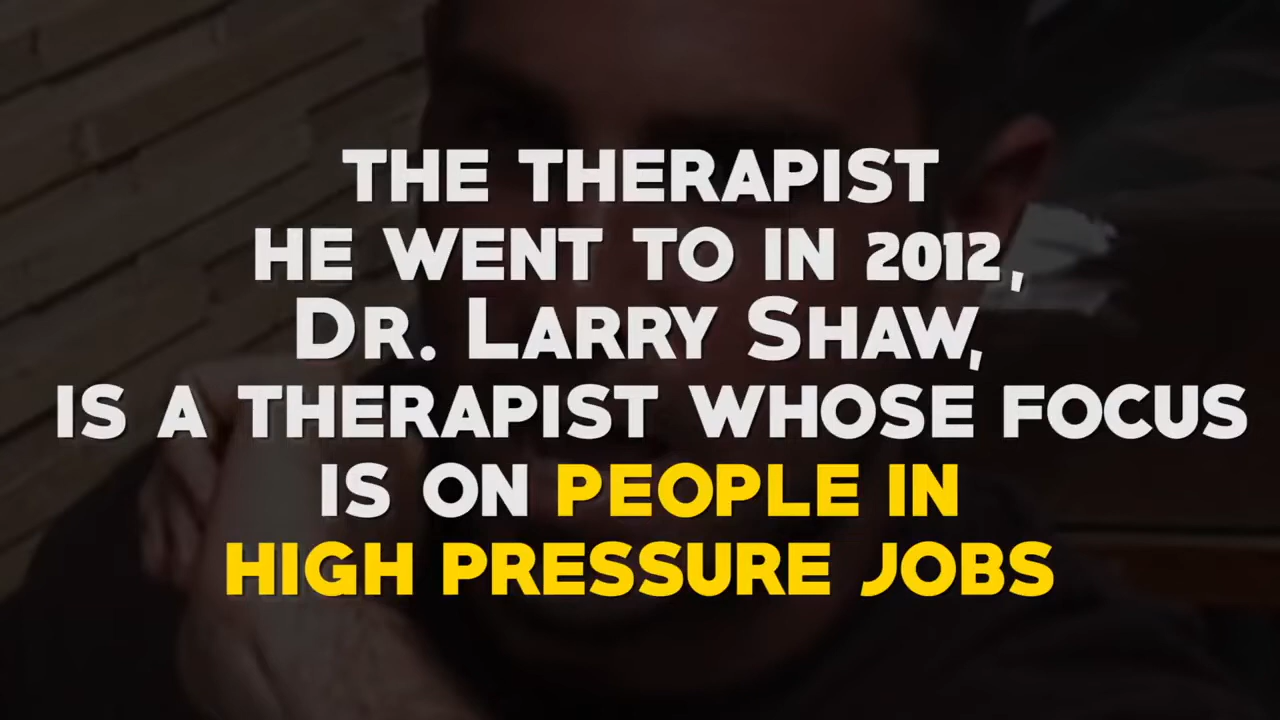 THE THERAPIST
HE WENT TO IN 2012,
DR. LARRY SHAW,
IS A THERAPIST WHOSE FOCUS
IS ON PEOPLE IN
HIGH PRESSURE JOBS